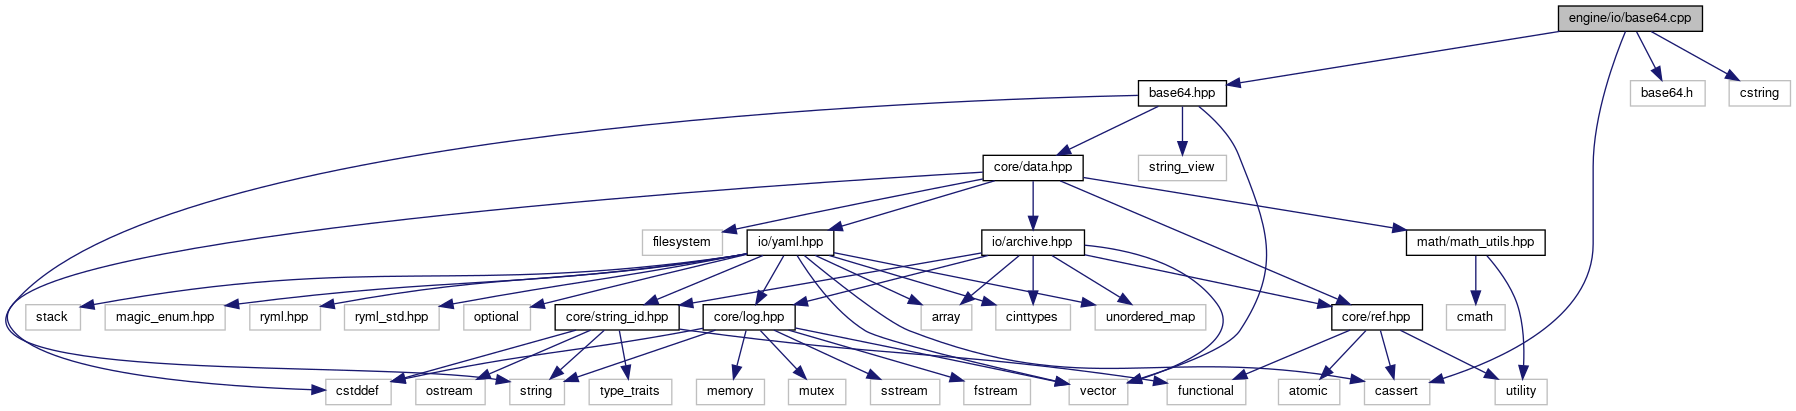 engine/io/base64.cpp
base64.hpp
base64.h
cstring
core/data.hpp
string_view
filesystem
io/yaml.hpp
io/archive.hpp
math/math_utils.hpp
stack
magic_enum.hpp
ryml.hpp
ryml_std.hpp
optional
core/string_id.hpp
core/log.hpp
array
cinttypes
unordered_map
core/ref.hpp
cmath
cstddef
ostream
string
type_traits
memory
mutex
sstream
fstream
vector
functional
atomic
cassert
utility